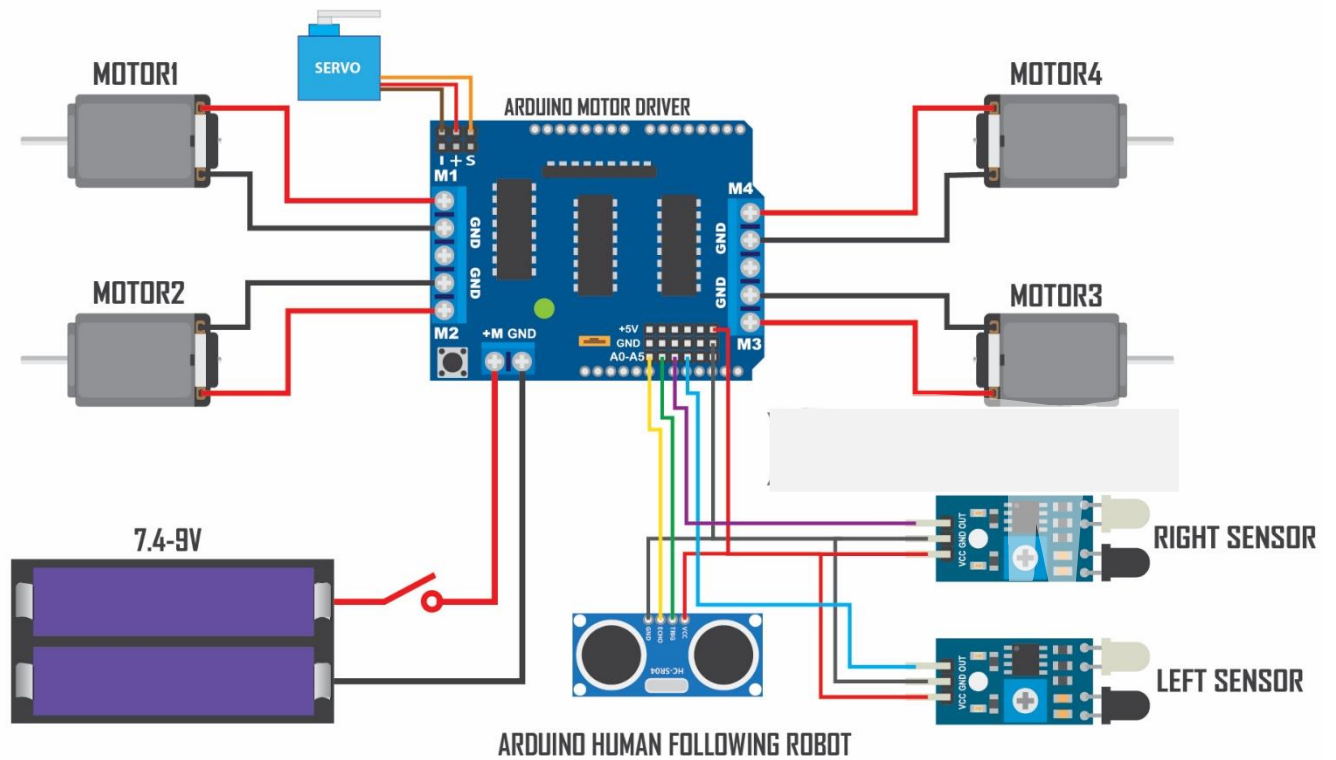 MOTOR1
SERVO
ARDUINO MOTOR DRIVER
MOTOR4
I + S
M1
GND
GND
M2
+M GND
M4
GND
GND
M3
+5V
GND
A0-A5
MOTOR2
MOTOR3
7.4-9V
VCC GND OUT
RIGHT SENSOR
GND
ECHO
TRIG
VCC
HC-SR04
VCC GND OUT
LEFT SENSOR
ARDUINO HUMAN FOLLOWING ROBOT